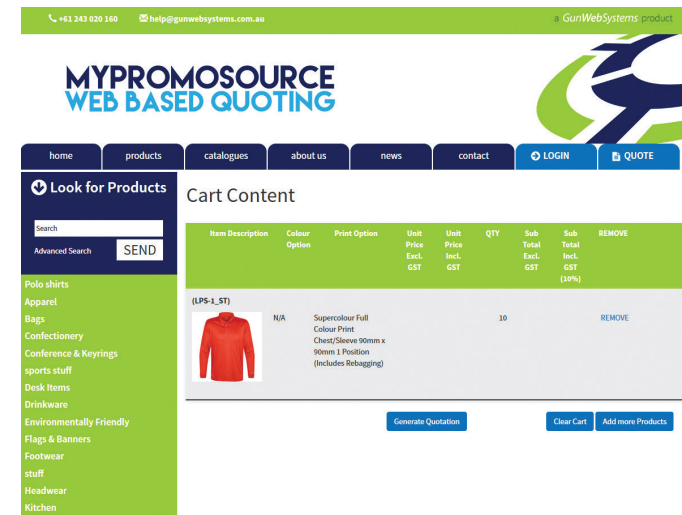 +61 243 020 160 help@gunwebsystems.com.au a GunWebSystems product
MYPROMOSOURCE
WEB BASED QUOTING
home products catalogues about us news contact LOGIN QUOTE
Look for Products
Search
Advanced Search SEND
Polo shirts
Apparel
Bags
Confectionery
Conference & Keyrings
sports stuff
Desk Items
Drinkware
Environmentally Friendly
Flags & Banners
Footwear
stuff
Headwear
Kitchen
Cart Content
Item Description
Colour
Option
Print Option
Unit
Price
Excl.
GST
Unit
Price
Incl.
GST
QTY
Sub
Total
Excl.
GST
Sub
Total
Incl.
GST
(10%)
REMOVE
(LPS-1_ST)
N/A
Supercolour Full
Colour Print
Chest/Sleeve 90mm x
90mm 1 Position
(Includes Rebagging)
10
REMOVE
Generate Quotation Clear Cart Add more Products